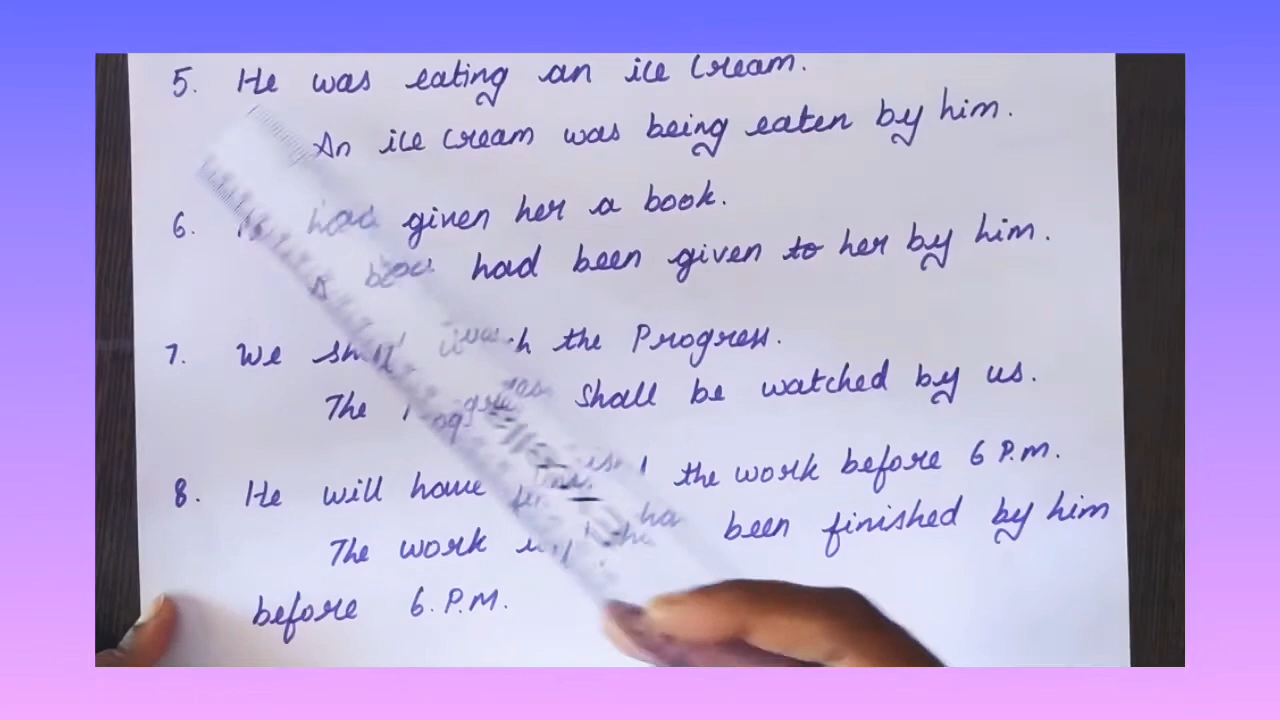 5. He was eating an ice cream.
An ice cream was being eaten by him.
6. had given her a book.
had been given to her by him.
7. We the Progress.
The shall be watched by us.
8. He will have the work before 6 P.M.
The work been finished by him
before 6. P.M.